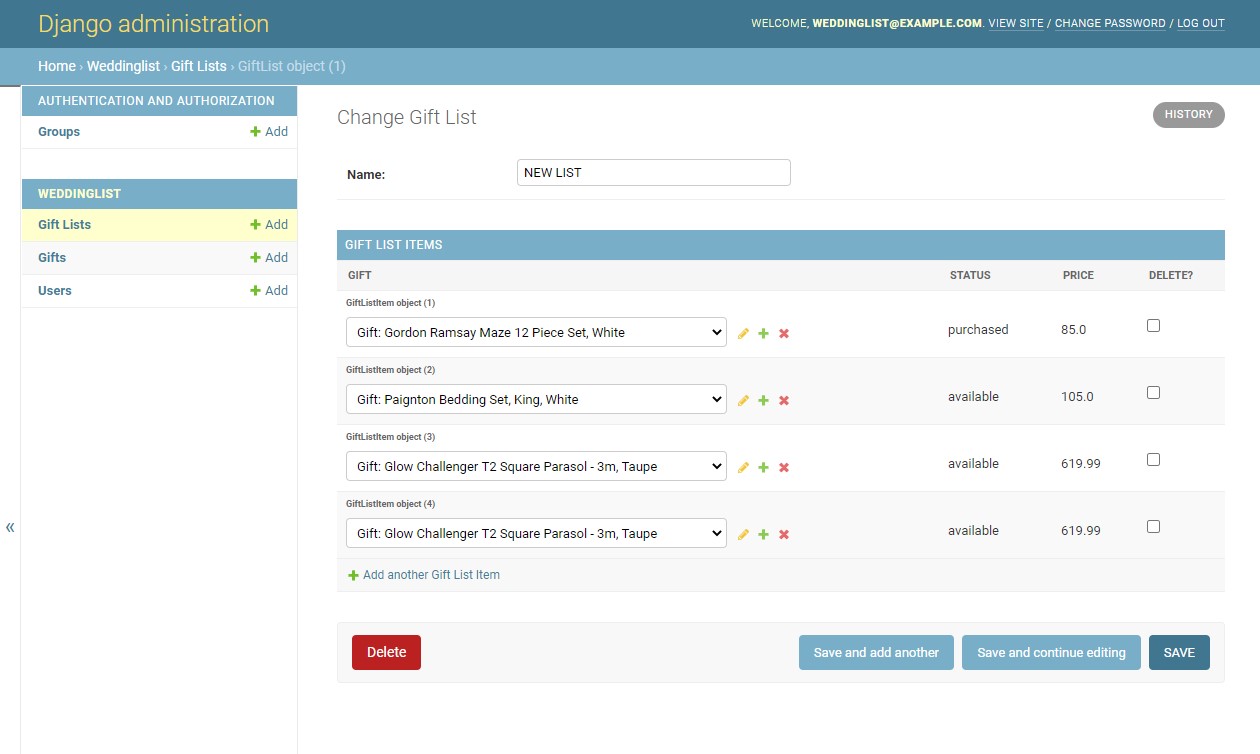 Django administration
WELCOME, WEDDINGLIST@EXAMPLE.COM. VIEW SITE / CHANGE PASSWORD / LOG OUT
Home › Weddinglist › Gift Lists › GiftList object (1)
AUTHENTICATION AND AUTHORIZATION
Groups + Add
WEDDINGLIST
Gift Lists + Add
Gifts + Add
Users + Add
«
Change Gift List
HISTORY
Name: NEW LIST
GIFT LIST ITEMS
GIFT STATUS PRICE DELETE?
GiftListItem object (1)
Gift: Gordon Ramsay Maze 12 Piece Set, White purchased 85.0
GiftListItem object (2)
Gift: Paignton Bedding Set, King, White available 105.0
GiftListItem object (3)
Gift: Glow Challenger T2 Square Parasol - 3m, Taupe available 619.99
GiftListItem object (4)
Gift: Glow Challenger T2 Square Parasol - 3m, Taupe available 619.99
+ Add another Gift List Item
Delete Save and add another Save and continue editing SAVE